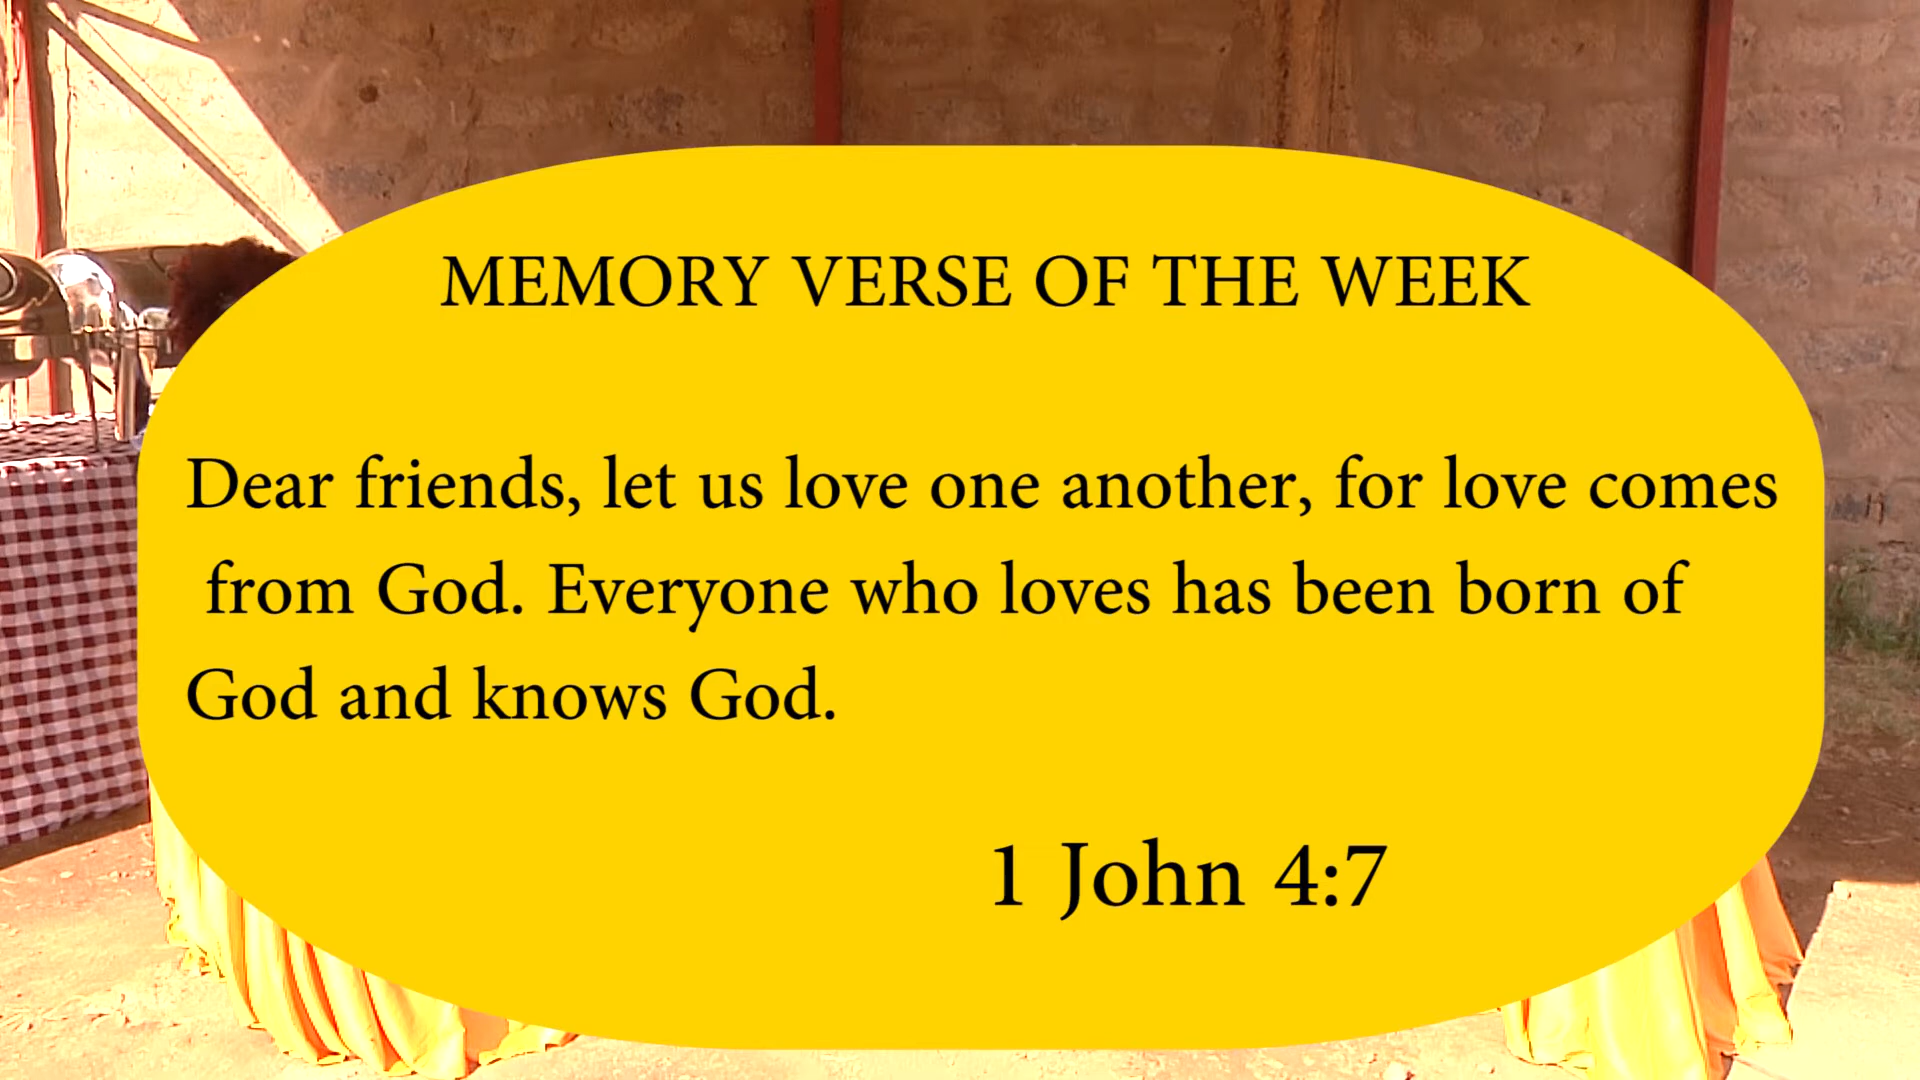 MEMORY VERSE OF THE WEEK
Dear friends, let us love one another, for love comes
from God. Everyone who loves has been born of
God and knows God.
1 John 4:7